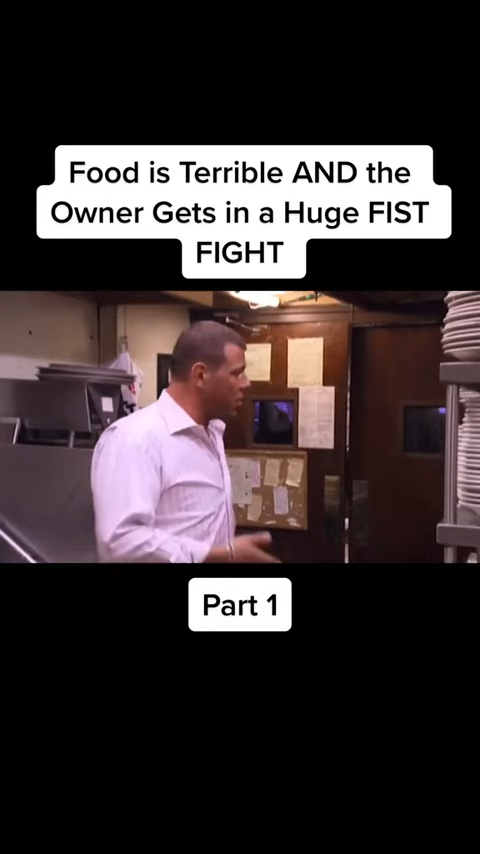 Food is Terrible AND the
Owner Gets in a Huge FIST
FIGHT
Part 1